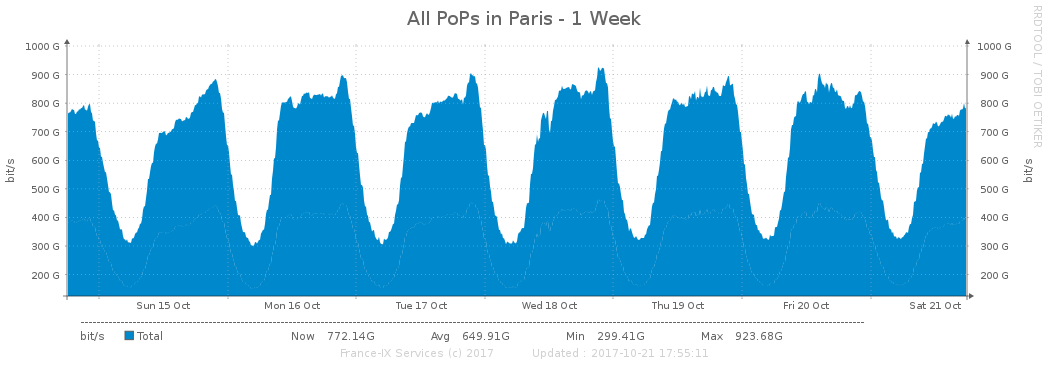 All PoPs in Paris - 1 Week
RRDTOOL / TOBI OETIKER
1000 G 1000 G
900 G 900 G
800 G 800 G
700 G 700 G
600 G 600 G
500 G 500 G
400 G 400 G
300 G 300 G
200 G 200 G
bit/s bit/s
Sun 15 Oct Mon 16 Oct Tue 17 Oct Wed 18 Oct Thu 19 Oct Fri 20 Oct Sat 21 Oct
bit/s Total Now 772.14G Avg 649.91G Min 299.41G Max 923.68G
France-IX Services (c) 2017 Updated : 2017-10-21 17:55:11